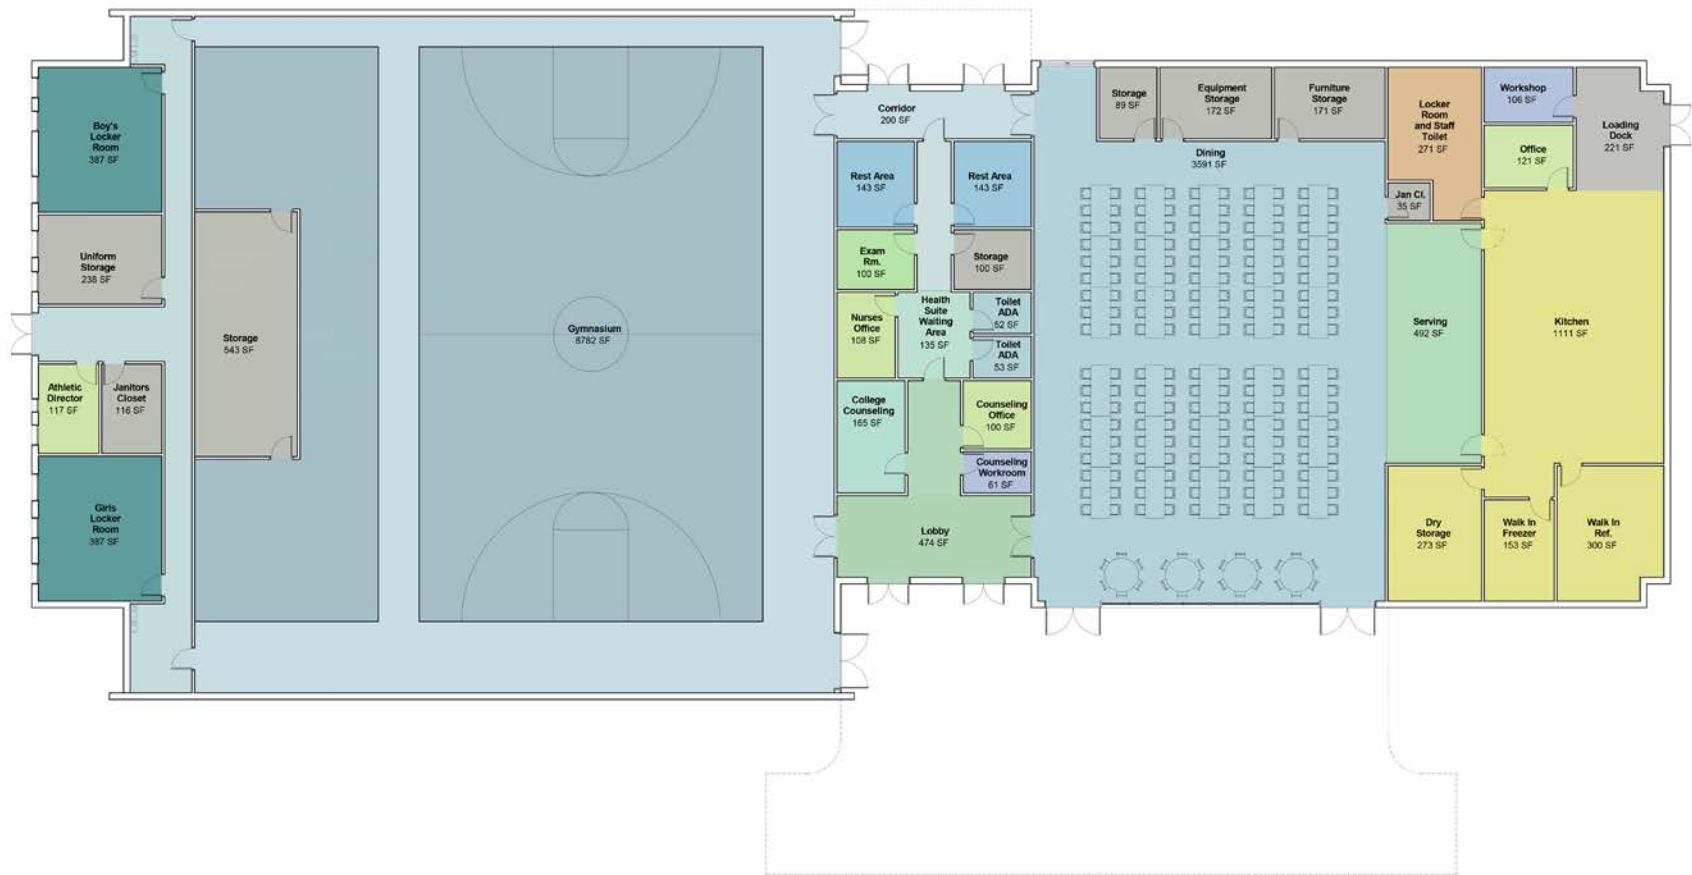 Boy's
Locker
Room
387 SF
Uniform
Storage
238 SF
Athletic
Director
117 SF
Janitors
Closet
116 SF
Girls
Locker
Room
387 SF
Storage
543 SF
Gymnasium
8782 SF
Corridor
200 SF
Rest Area
143 SF
Rest Area
143 SF
Exam
Rm.
100 SF
Storage
100 SF
Nurses
Office
108 SF
Health
Suite
Waiting
Area
135 SF
Toilet
ADA
52 SF
Toilet
ADA
53 SF
College
Counseling
165 SF
Counseling
Office
100 SF
Counseling
Workroom
61 SF
Lobby
474 SF
Storage
89 SF
Equipment
Storage
172 SF
Furniture
Storage
171 SF
Dining
3591 SF
Locker
Room
and Staff
Toilet
271 SF
Jan Cl.
35 SF
Workshop
106 SF
Office
121 SF
Loading
Dock
221 SF
Serving
492 SF
Kitchen
1111 SF
Dry
Storage
273 SF
Walk In
Freezer
153 SF
Walk In
Ref.
300 SF